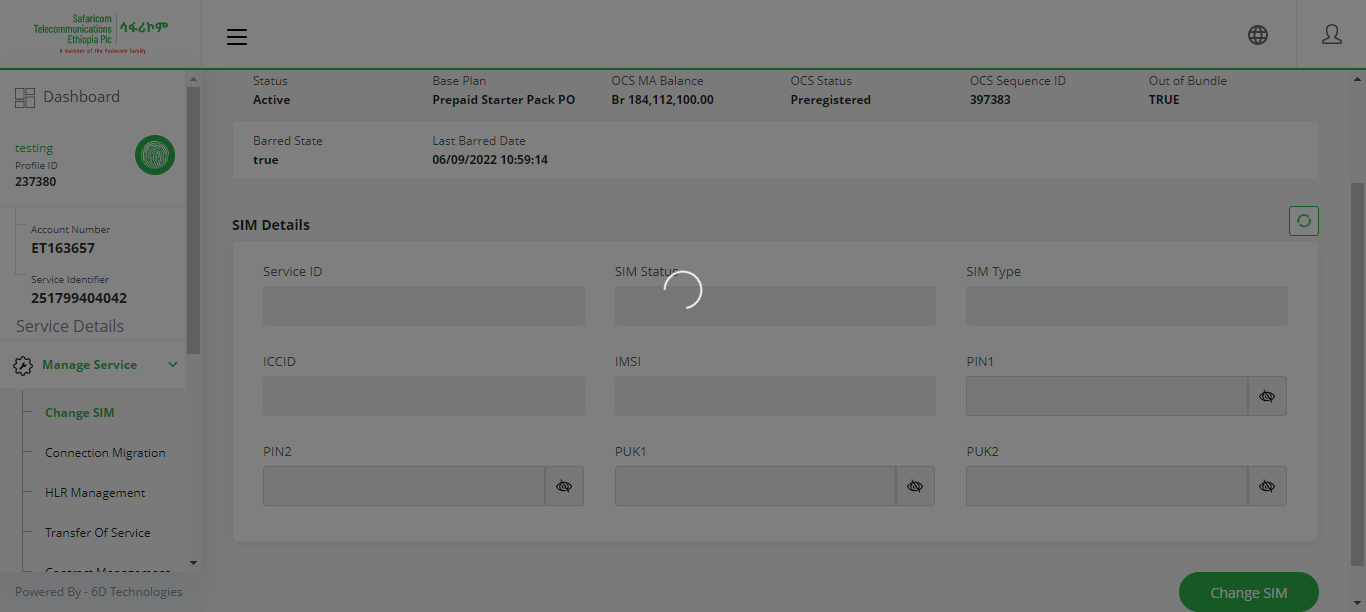 Safaricom
Telecommunications
Ethiopia Plc
ሳፋሪኮም
A member of the Vodacom family
Dashboard
testing
Profile ID
237380
Account Number
ET163657
Service Identifier
251799404042
Service Details
Manage Service
Change SIM
Connection Migration
HLR Management
Transfer Of Service
Contract Management
Powered By - 6D Technologies
Status Base Plan OCS MA Balance OCS Status OCS Sequence ID Out of Bundle
Active Prepaid Starter Pack PO Br 184,112,100.00 Preregistered 397383 TRUE
Barred State Last Barred Date
true 06/09/2022 10:59:14
SIM Details
Service ID SIM Status SIM Type
ICCID IMSI PIN1
PIN2 PUK1 PUK2
Change SIM